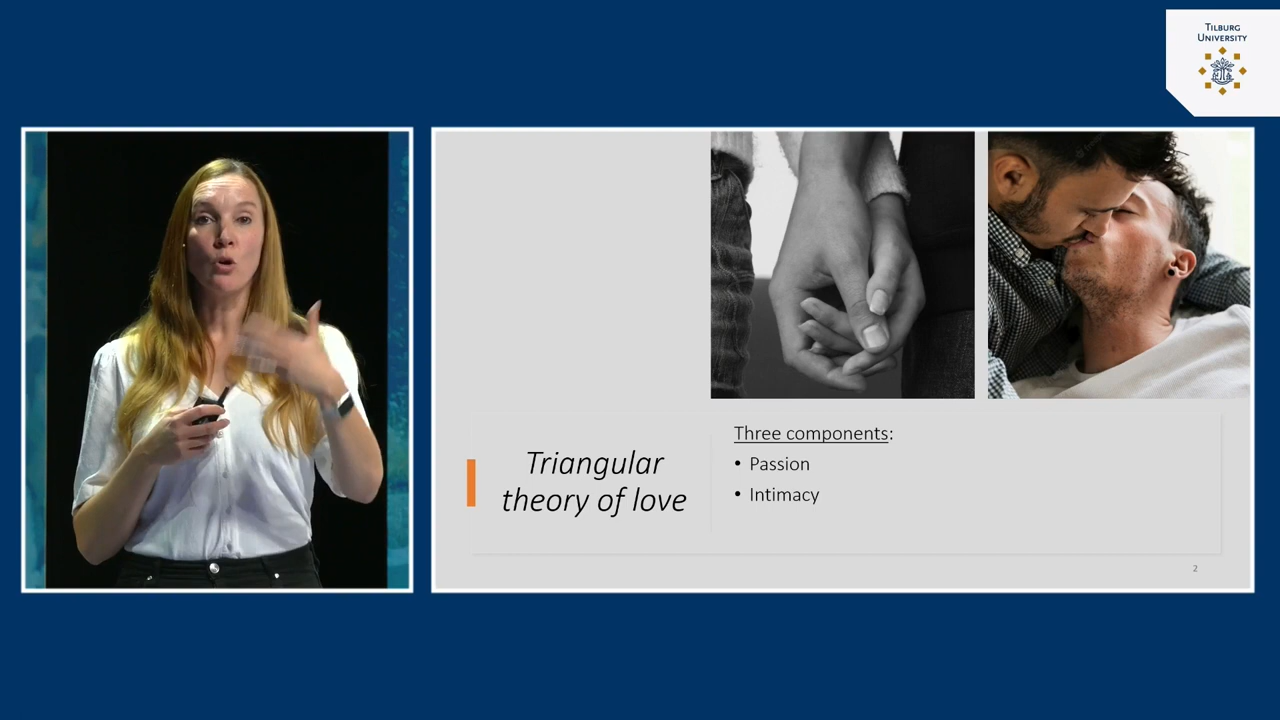 TILBURG
UNIVERSITY
Three components:
• Passion
• Intimacy
Triangular
theory of love
2